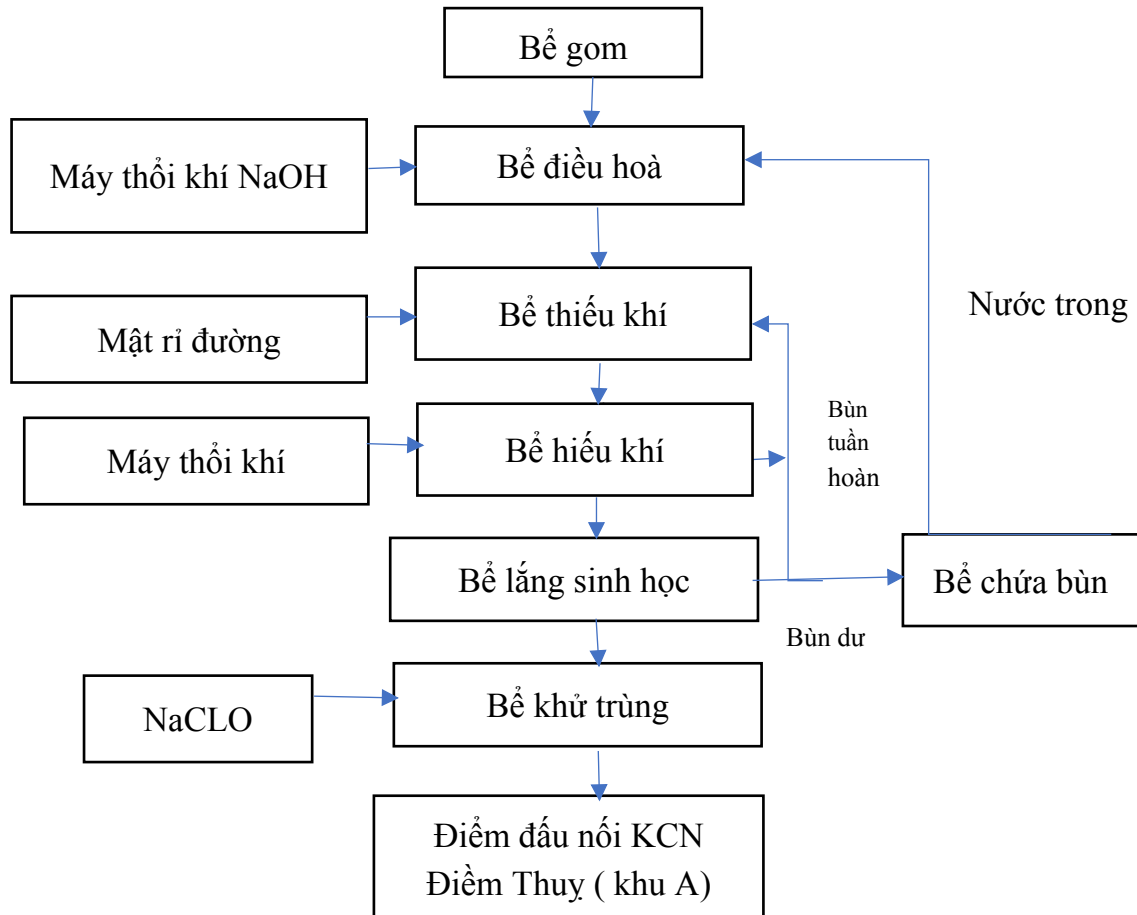 Bể gom
Máy thổi khí NaOH
Bể điều hoà
Mật rỉ đường
Bể thiếu khí
Nước trong
Máy thổi khí
Bể hiếu khí
Bùn
tuần
hoàn
Bể lắng sinh học
Bể chứa bùn
Bùn dư
NaCLO
Bể khử trùng
Điểm đấu nối KCN
Điềm Thuỵ ( khu A)